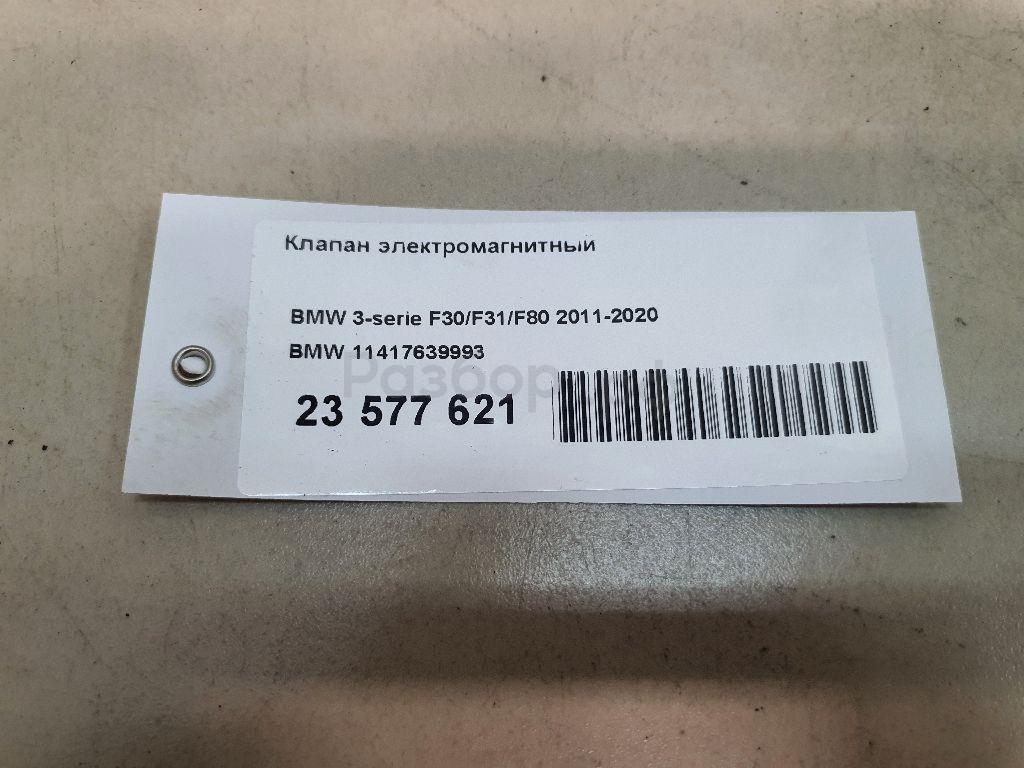 Клапан электромагнитный
BMW 3-serie F30/F31/F80 2011-2020
BMW 11417639993
23 577 621